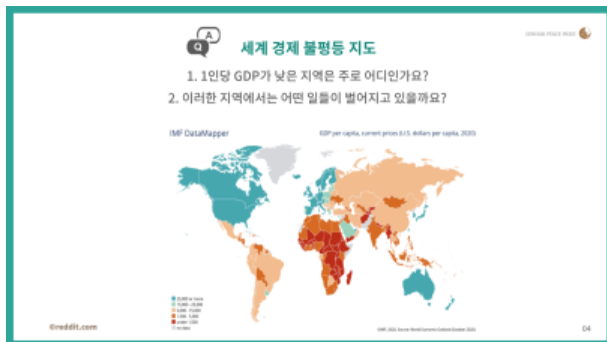 Q
A
세계 경제 불평등 지도
1. 1인당 GDP가 낮은 지역은 주로 어디인가요?
2. 이러한 지역에서는 어떤 일들이 벌어지고 있을까요?
IMF DataMapper
GDP per capita, current prices (U.S. dollars per capita, 2020)
no data
©reddit.com
04